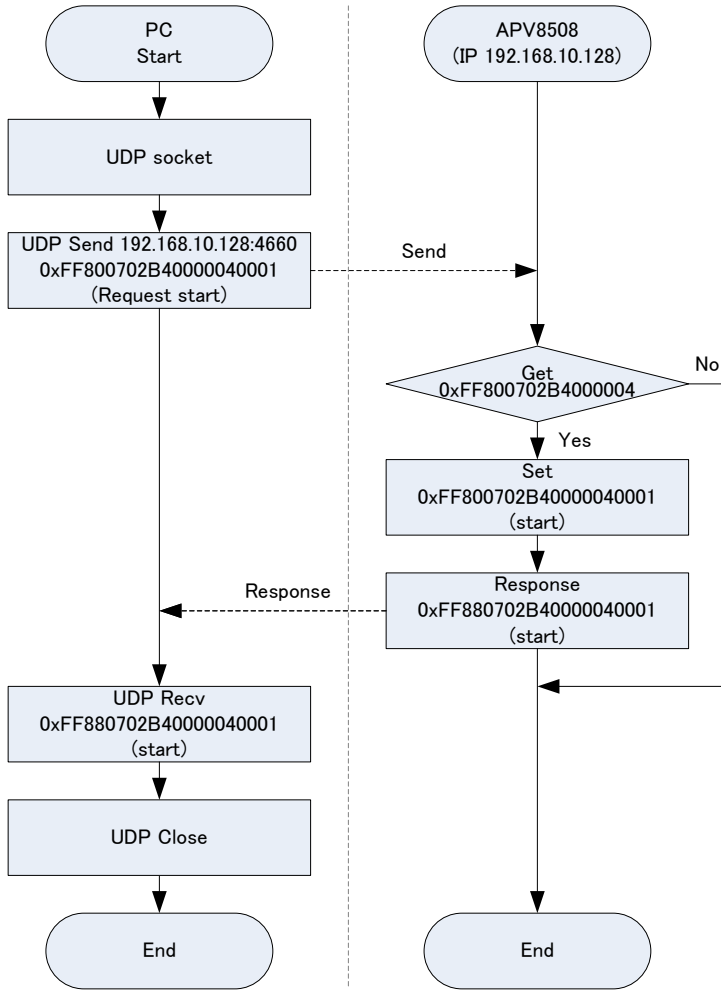 PC
Start
UDP socket
UDP Send 192.168.10.128:4660
0xFF800702B40000040001
(Request start)
UDP Recv
0xFF880702B40000040001
(start)
UDP Close
End
Send
Response
APV8508
(IP 192.168.10.128)
Get
0xFF800702B4000004
No
Yes
Set
0xFF800702B40000040001
(start)
Response
0xFF880702B40000040001
(start)
End